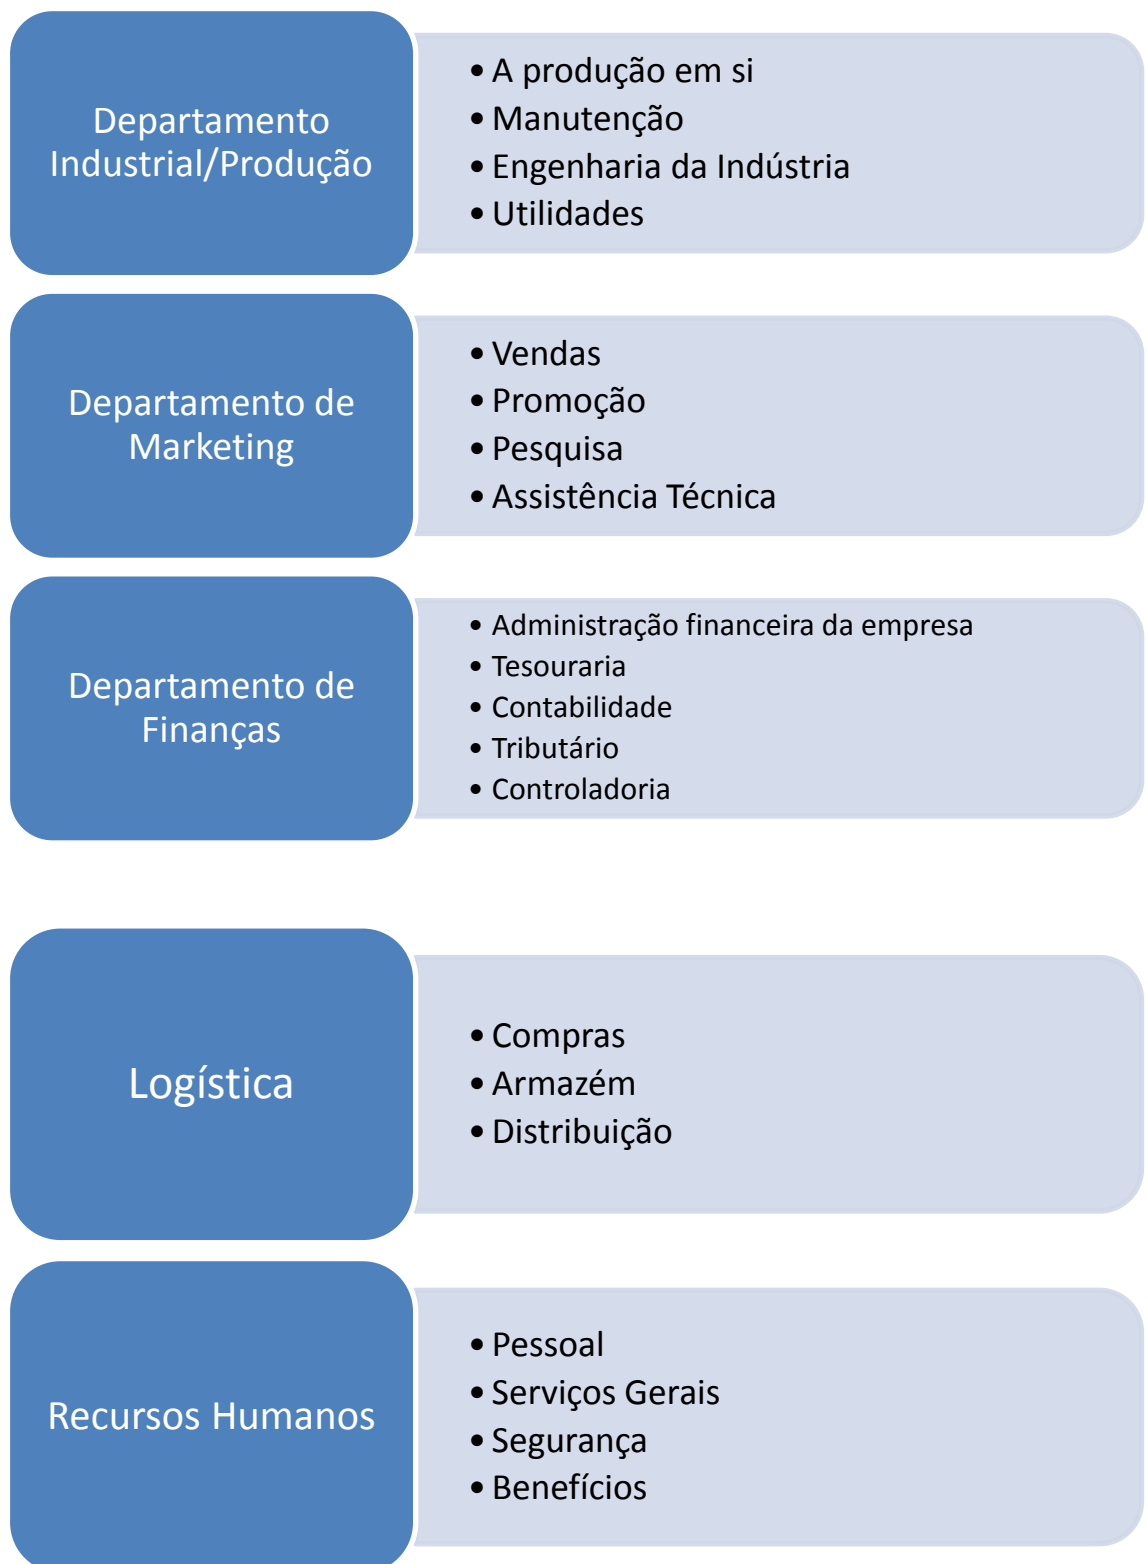 Departamento
Industrial/Produção
• A produção em si
• Manutenção
• Engenharia da Indústria
• Utilidades
Departamento de
Marketing
• Vendas
• Promoção
• Pesquisa
• Assistência Técnica
Departamento de
Finanças
• Administração financeira da empresa
• Tesouraria
• Contabilidade
• Tributário
• Controladoria
Logística
• Compras
• Armazém
• Distribuição
Recursos Humanos
• Pessoal
• Serviços Gerais
• Segurança
• Benefícios